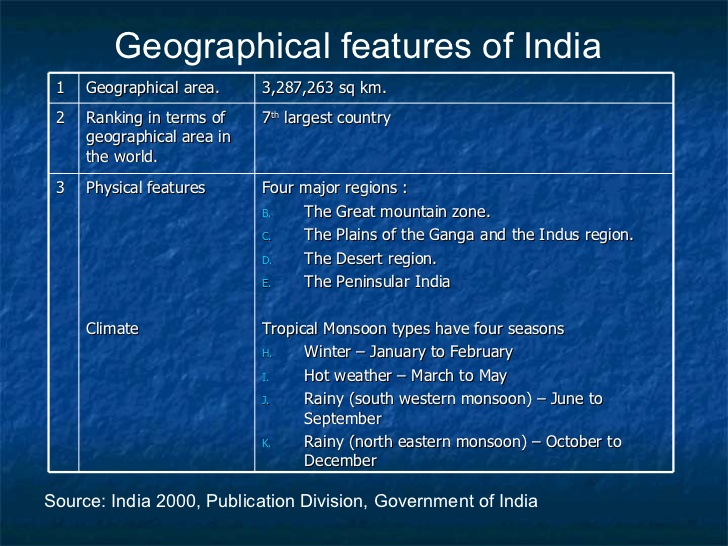 Geographical features of India
1 Geographical area. 3,287,263 sq km.
2 Ranking in terms of 7th largest country
geographical area in
the world.
3 Physical features Four major regions :
B. The Great mountain zone.
C. The Plains of the Ganga and the Indus region.
D. The Desert region.
E. The Peninsular India
Climate Tropical Monsoon types have four seasons
H. Winter – January to February
I. Hot weather – March to May
J. Rainy (south western monsoon) – June to
September
K. Rainy (north eastern monsoon) – October to
December
Source: India 2000, Publication Division, Government of India